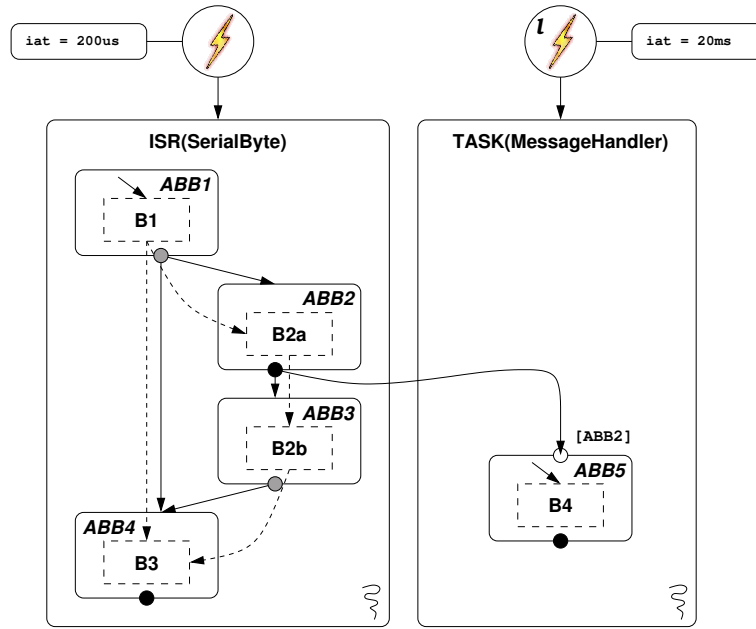 iat = 200us
l
iat = 20ms
ISR(SerialByte)
TASK(MessageHandler)
ABB1
B1
ABB2
B2a
ABB3
B2b
[ABB2]
ABB5
B4
ABB4
B3